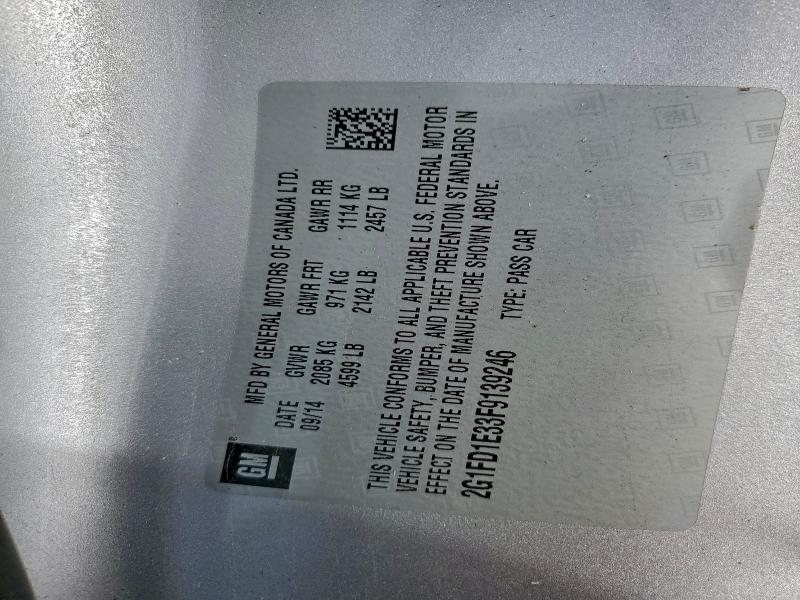 GM
MFD BY GENERAL MOTORS OF CANADA LTD.
DATE GVWR GAWR FRT GAWR RR
09/14 2085 KG 971 KG 1114 KG
4599 LB 2142 LB 2457 LB
THIS VEHICLE CONFORMS TO ALL APPLICABLE U.S. FEDERAL MOTOR
VEHICLE SAFETY, BUMPER, AND THEFT PREVENTION STANDARDS IN
EFFECT ON THE DATE OF MANUFACTURE SHOWN ABOVE.
2G1FD1E33F9139246 TYPE: PASS CAR